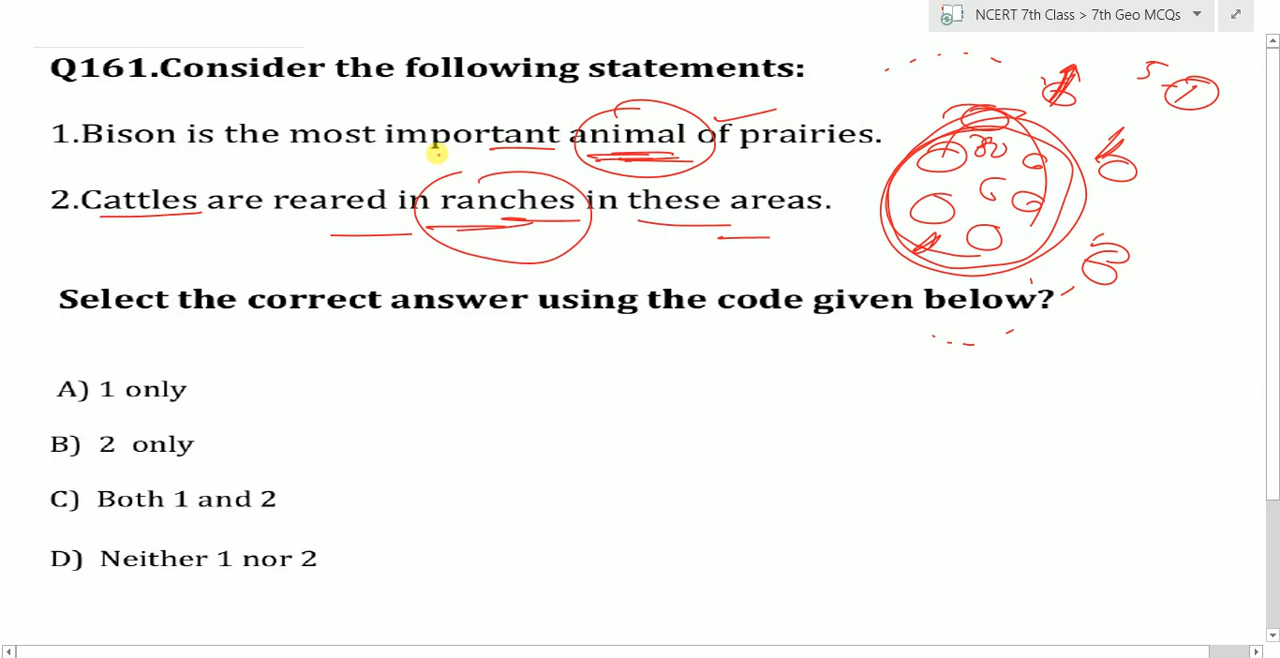 NCERT 7th Class > 7th Geo MCQs
Q161.Consider the following statements:
1.Bison is the most important animal of prairies.
2.Cattles are reared in ranches in these areas.
Select the correct answer using the code given below?
A) 1 only
B) 2 only
C) Both 1 and 2
D) Neither 1 nor 2